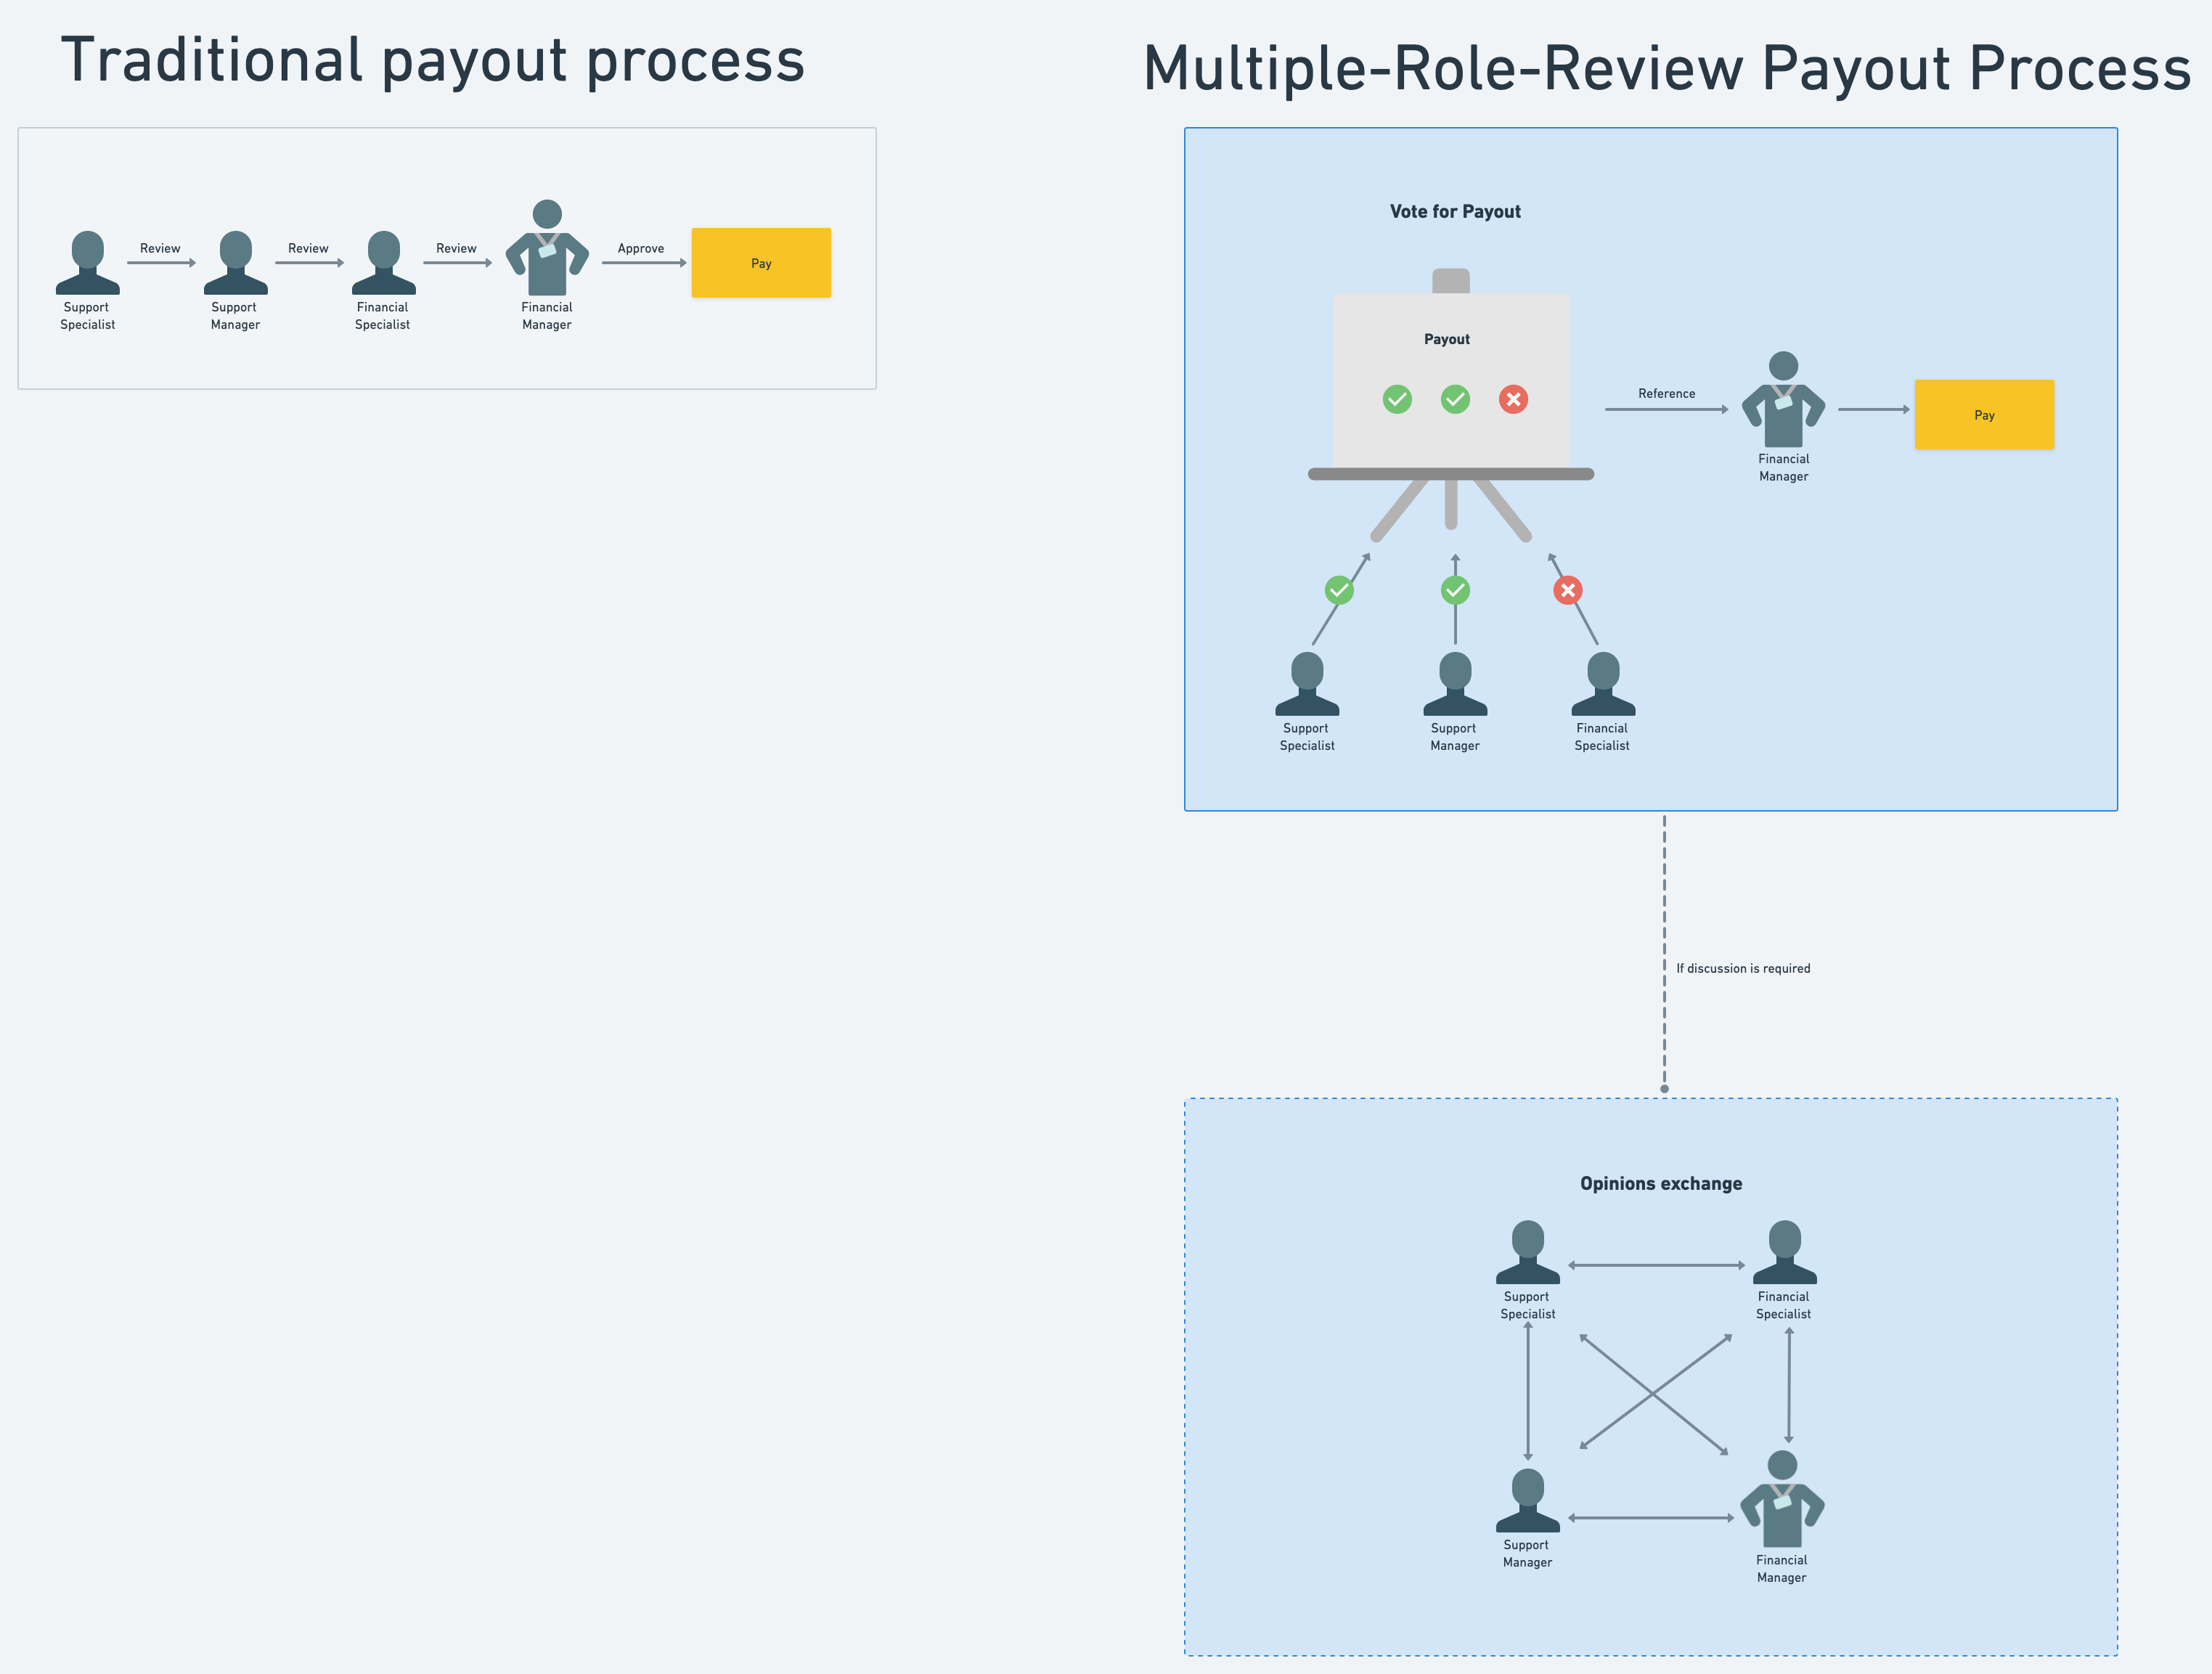 Traditional payout process
Review
Review
Review
Approve
Pay
Support
Specialist
Support
Manager
Financial
Specialist
Financial
Manager
Multiple-Role-Review Payout Process
Vote for Payout
Payout
Reference
Financial
Manager
Pay
Support
Specialist
Support
Manager
Financial
Specialist
If discussion is required
Opinions exchange
Support
Specialist
Financial
Specialist
Support
Manager
Financial
Manager